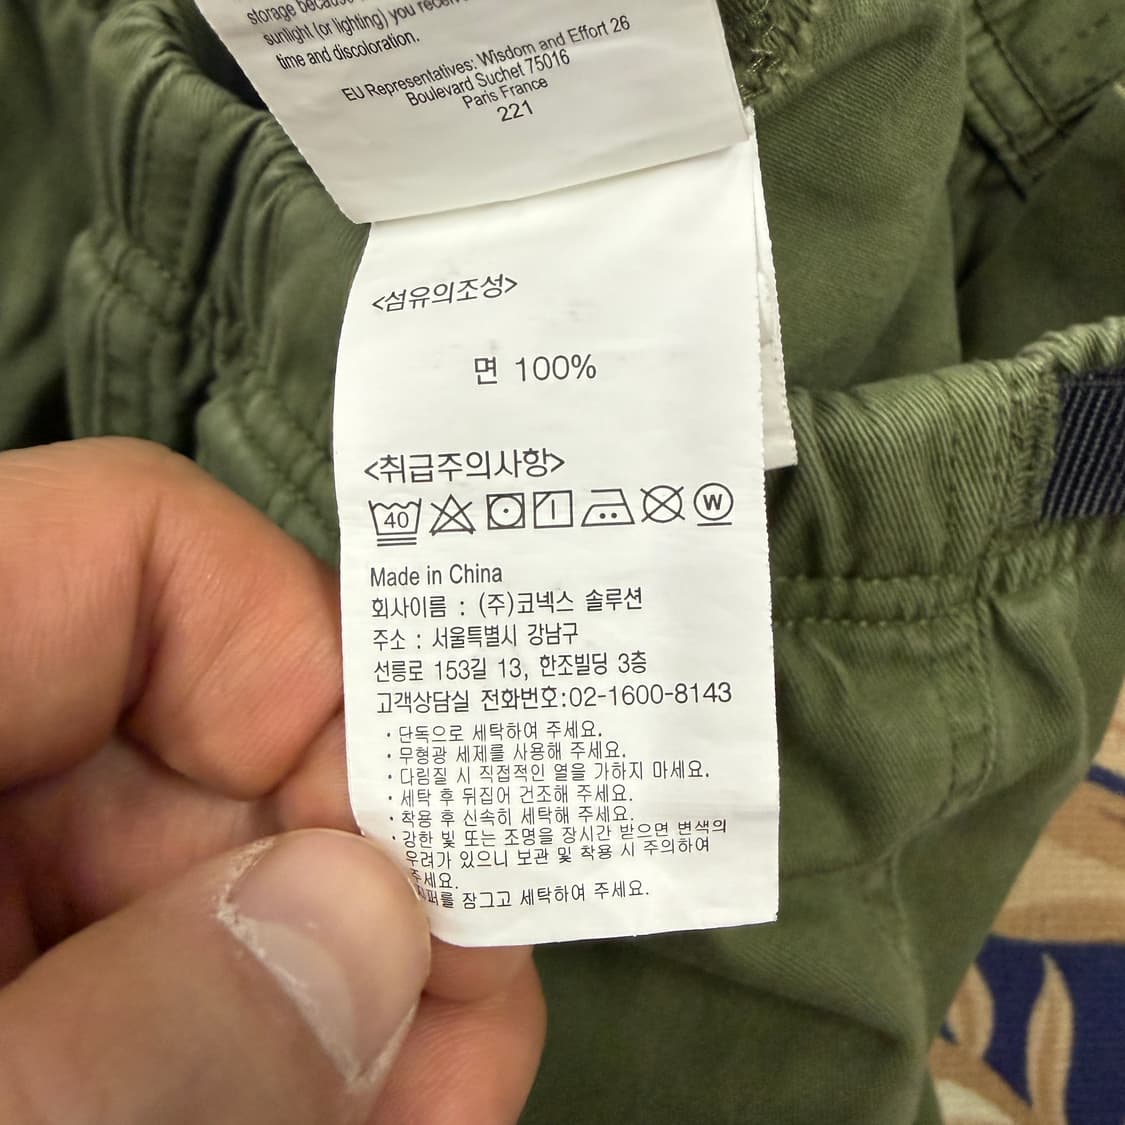 storage because
sunlight (or lighting) you
time and discoloration.
EU Representatives: Wisdom and Effort 26
Boulevard Suchet 75016
Paris France
221
<섬유의조성>
면 100%
<취급주의사항>
40 W
Made in China
회사이름 : (주)코넥스 솔루션
주소 : 서울특별시 강남구
선릉로 153길 13, 한조빌딩 3층
고객상담실 전화번호:02-1600-8143
· 단독으로 세탁하여 주세요.
· 무형광 세제를 사용해 주세요.
· 다림질 시 직접적인 열을 가하지 마세요.
· 세탁 후 뒤집어 건조해 주세요.
· 착용 후 신속히 세탁해 주세요.
· 강한 빛 또는 조명을 장시간 받으면 변색의
우려가 있으니 보관 및 착용 시 주의하여
주세요.
잠그고 세탁하여 주세요.